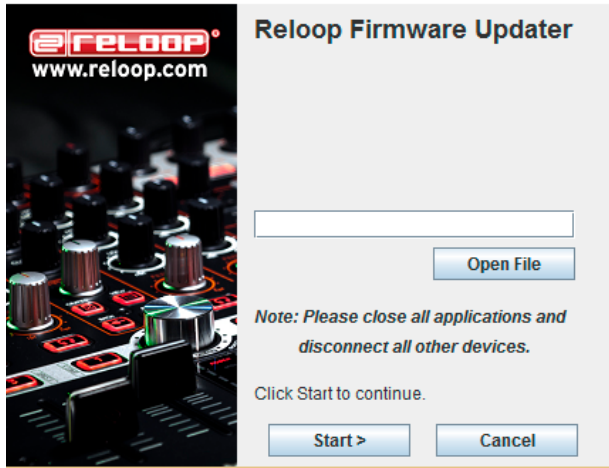 RELOOP
www.reloop.com
Reloop Firmware Updater
Open File
Note: Please close all applications and
disconnect all other devices.
Click Start to continue.
Start >
Cancel